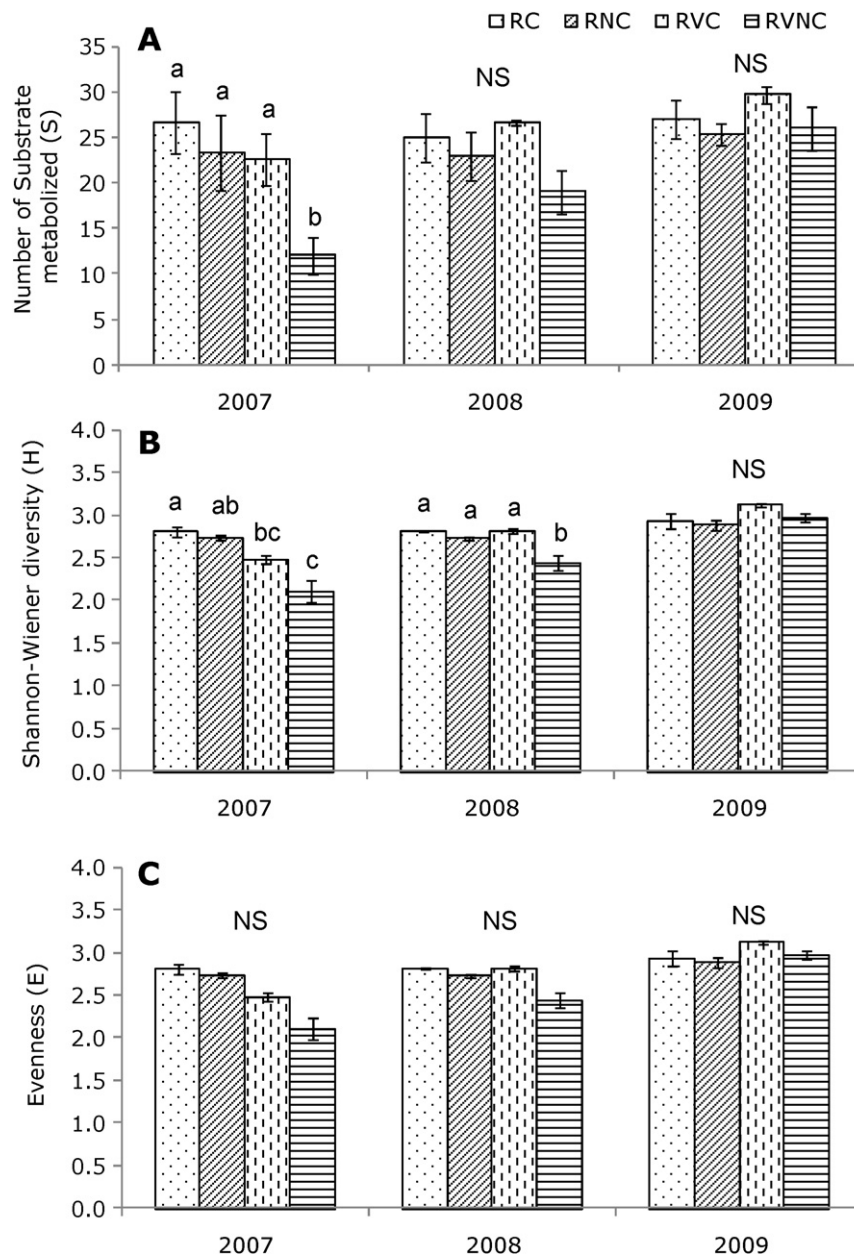 RC RNC RVC RVNC
A
Number of Substrate
metabolized (S)
35
30
25
20
15
10
5
0
a a a b
NS
NS
2007 2008 2009
B
Shannon-Wiener diversity (H)
4.0
3.5
3.0
2.5
2.0
1.5
1.0
0.5
0.0
a ab bc c
a a a b
NS
2007 2008 2009
C
Evenness (E)
4.0
3.5
3.0
2.5
2.0
1.5
1.0
0.5
0.0
NS NS NS
2007 2008 2009